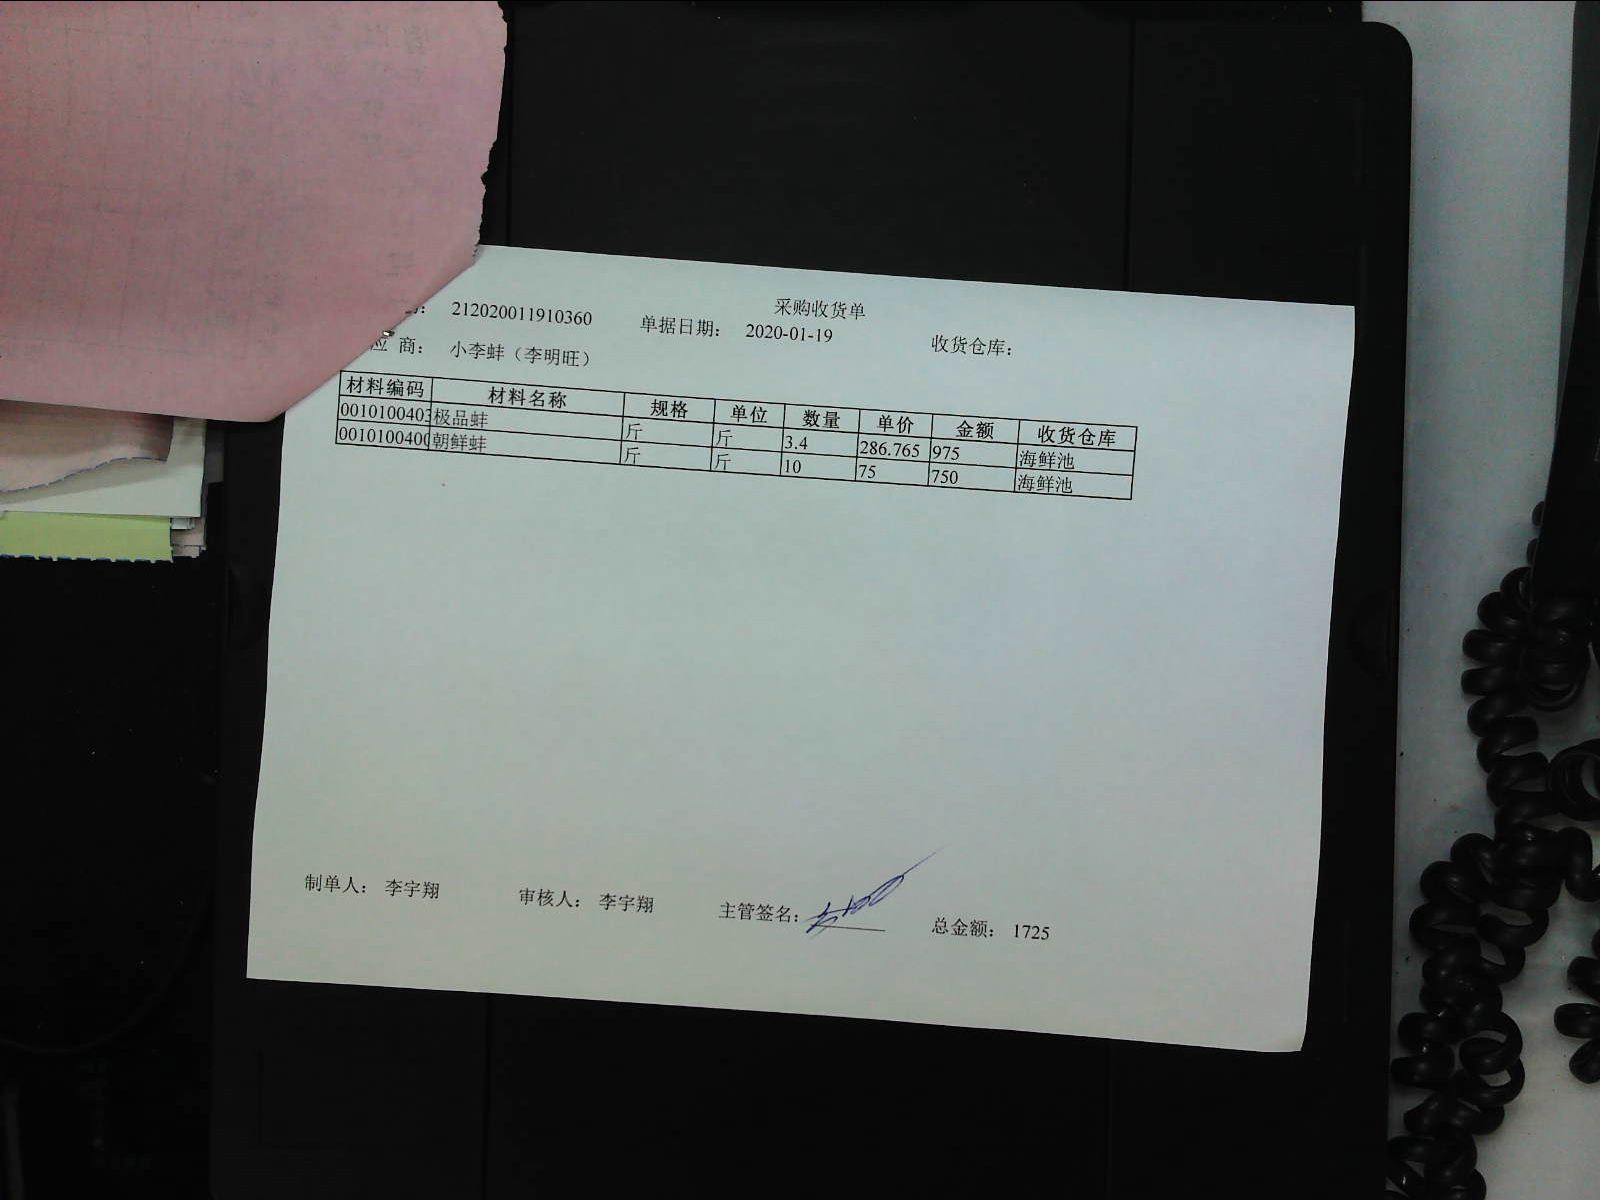 采购收货单
212020011910360 单据日期： 2020-01-19 收货仓库：
应 商： 小李蚌（李明旺）
材料编码 材料名称 规格 单位 数量 单价 金额 收货仓库
0010100403 极品蚌 斤 斤 3.4 286.765 975 海鲜池
001010040 朝鲜蚌 斤 斤 10 75 750 海鲜池
制单人： 李宇翔 审核人： 李宇翔 主管签名： 总金额： 1725